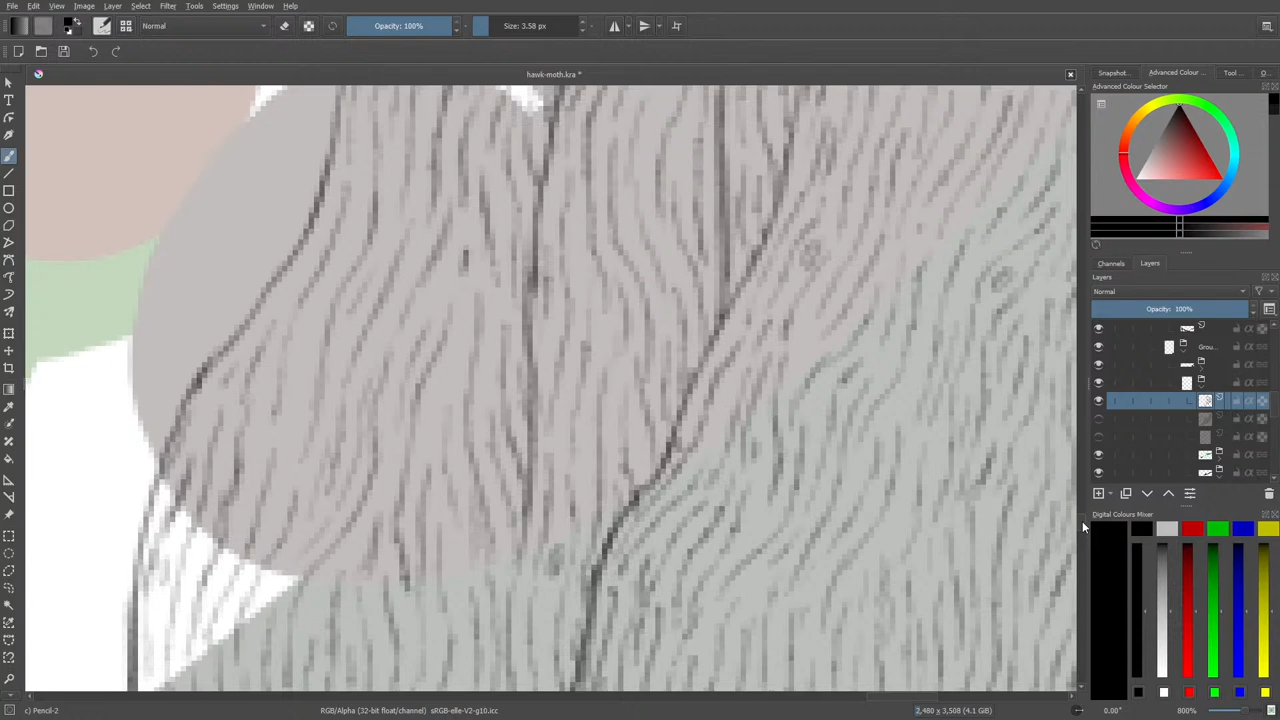 File Edit View Image Layer Select Filter Tools Settings Window Help
Normal Opacity: 100% Size: 3.58 px
hawk-moth.kra *
Snapshot... Advanced Colour ... Tool ... O...
Advanced Colour Selector
Channels Layers
Layers
Normal
Opacity: 100%
Grou...
Digital Colours Mixer
c) Pencil-2 RGB/Alpha (32-bit float/channel) sRGB-elle-V2-g10.icc 2,480 x 3,508 (4.1 GiB) 0.00° 800%